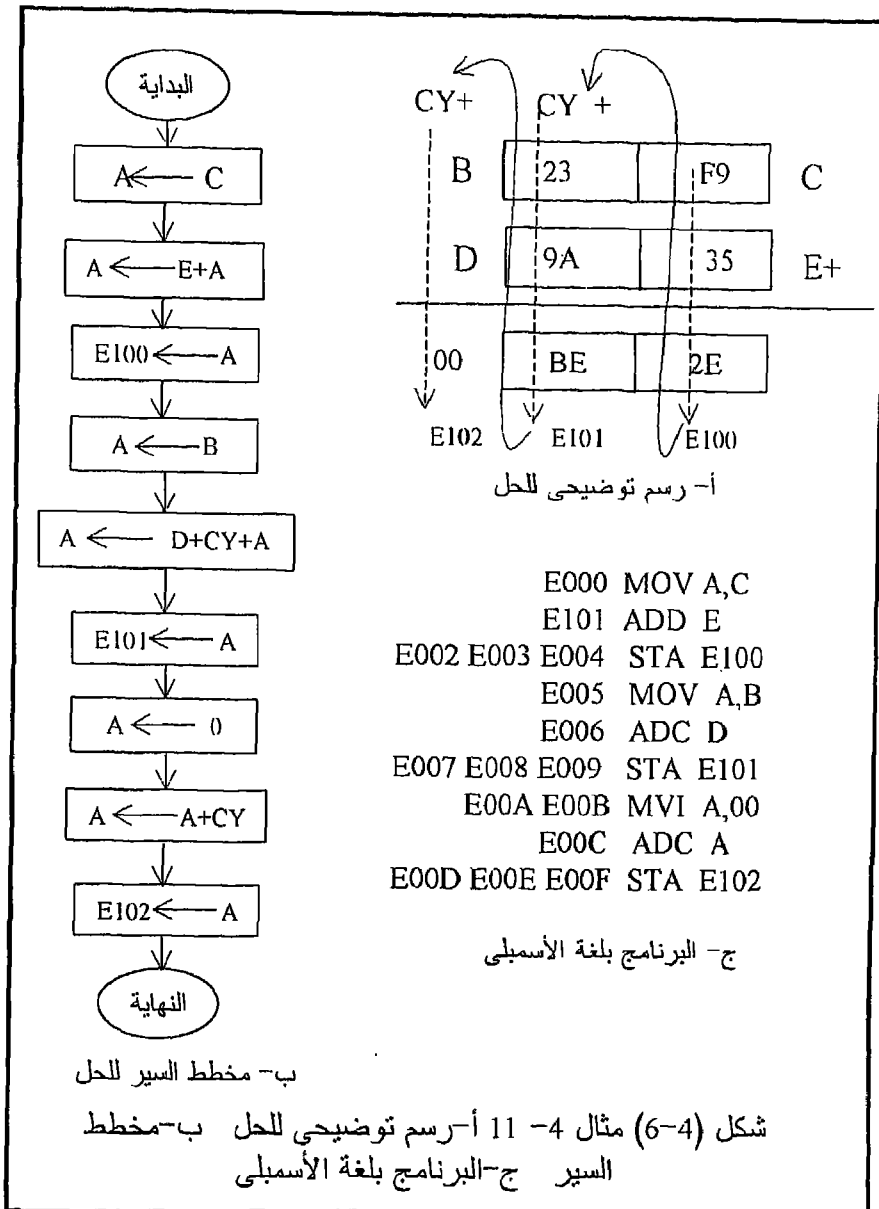 البداية
A ← C
A ← E+A
E100 ← A
A ← B
A ← D+CY+A
E101 ← A
A ← 0
A ← A+CY
E102 ← A
النهاية
ب- مخطط السير للحل
CY+ CY +
B 23 F9 C
D 9A 35 E+
00 BE 2E
E102 E101 E100
أ- رسم توضيحى للحل
E000 MOV A,C
E101 ADD E
E002 E003 E004 STA E100
E005 MOV A,B
E006 ADC D
E007 E008 E009 STA E101
E00A E00B MVI A,00
E00C ADC A
E00D E00E E00F STA E102
ج- البرنامج بلغة الأسمبلى
شكل (4-6) مثال 4- 11 أ-رسم توضيحى للحل ب-مخطط
السير ج-البرنامج بلغة الأسمبلى